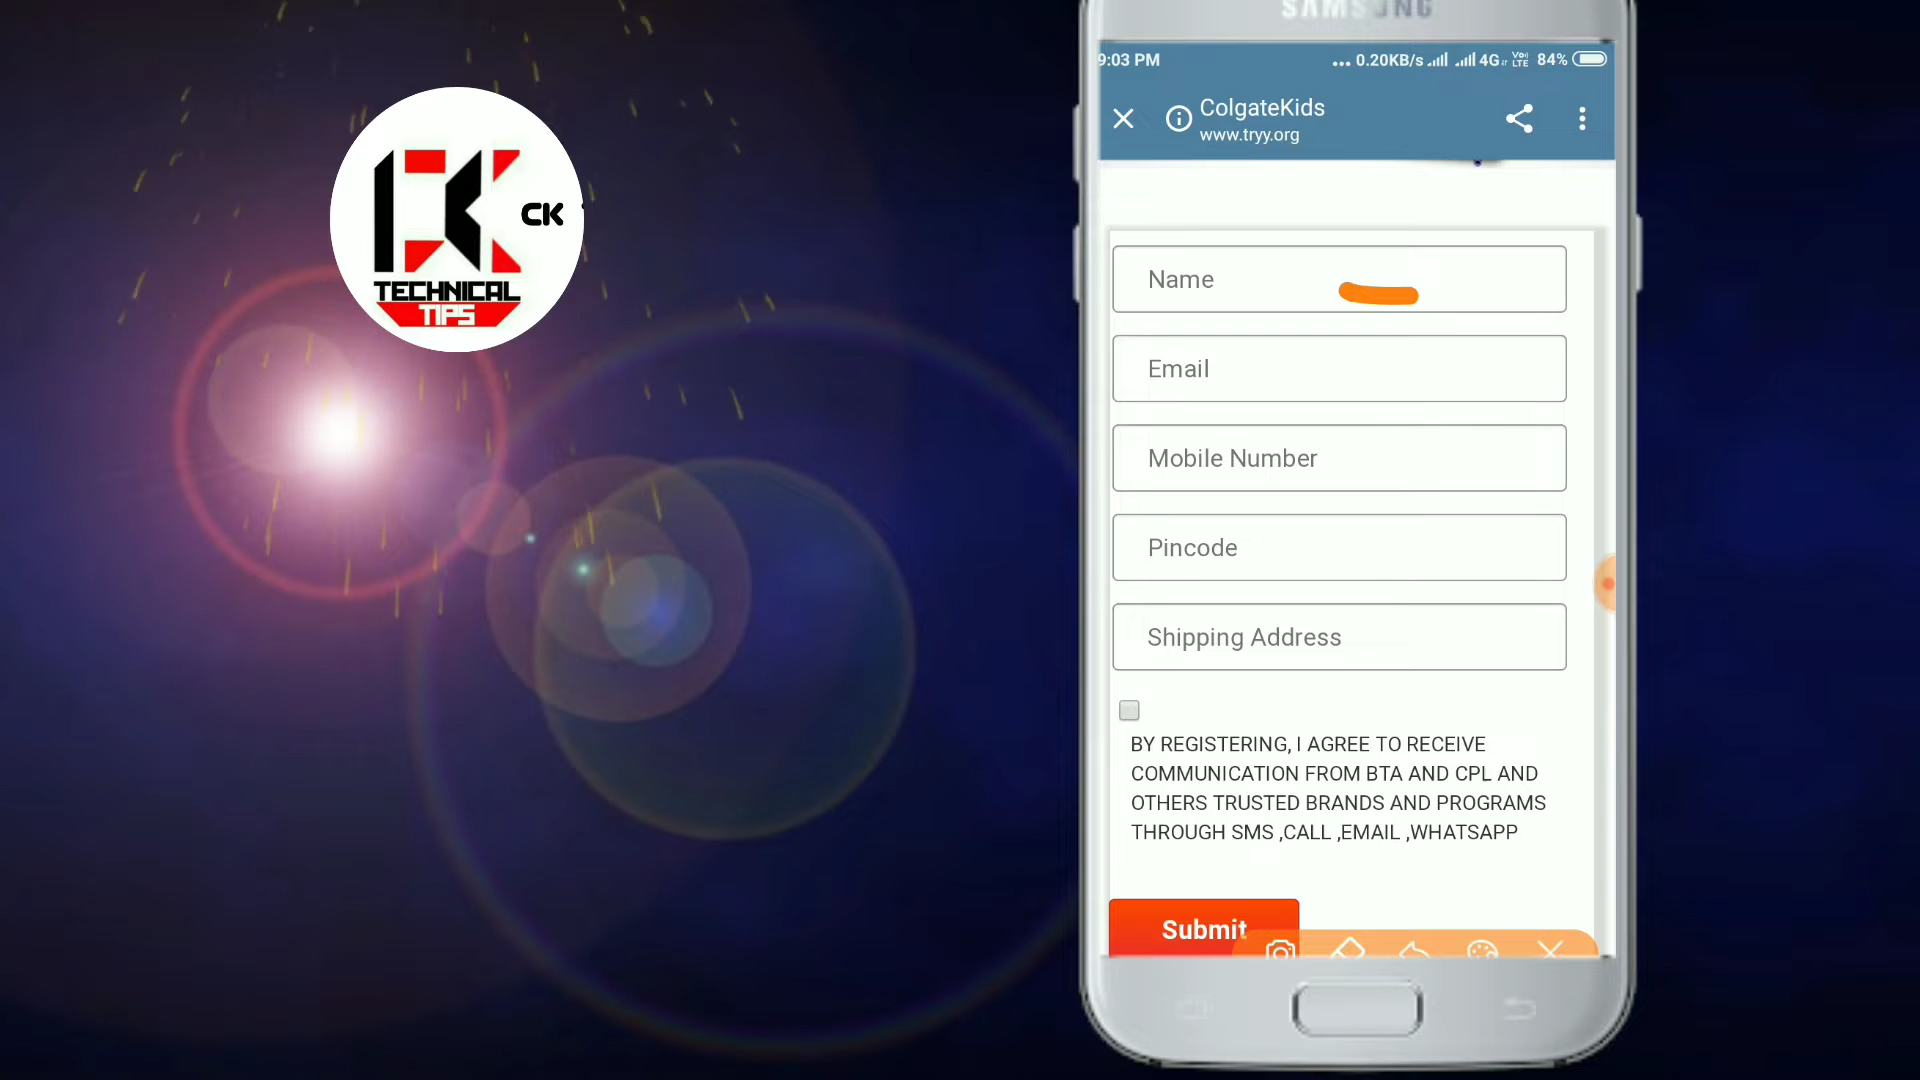 CK
TECHNICAL
TIPS
SAMSUNG
9:03 PM
... 0.20KB/s 4G VoLTE 84%
ColgateKids
www.tryy.org
Name
Email
Mobile Number
Pincode
Shipping Address
BY REGISTERING, I AGREE TO RECEIVE
COMMUNICATION FROM BTA AND CPL AND
OTHERS TRUSTED BRANDS AND PROGRAMS
THROUGH SMS ,CALL ,EMAIL ,WHATSAPP
Submit